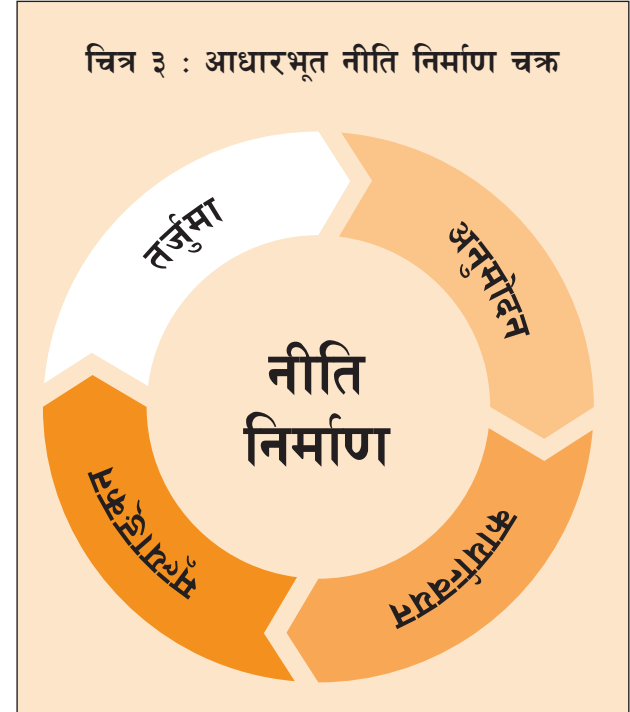 चित्र ३ : आधारभूत नीति निर्माण चक्र
तर्जुमा
अनुमोदन
नीति
निर्माण
मूल्याङ्कन
कार्यान्वयन